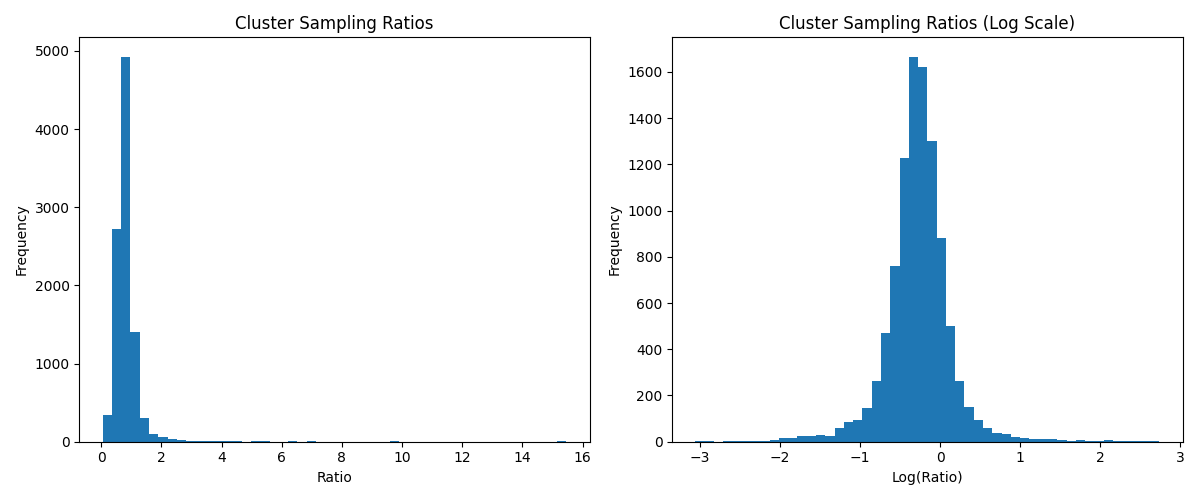 Cluster Sampling Ratios
5000
4000
3000
2000
1000
0
Frequency
0 2 4 6 8 10 12 14 16
Ratio
Cluster Sampling Ratios (Log Scale)
1600
1400
1200
1000
800
600
400
200
0
Frequency
−3 −2 −1 0 1 2 3
Log(Ratio)